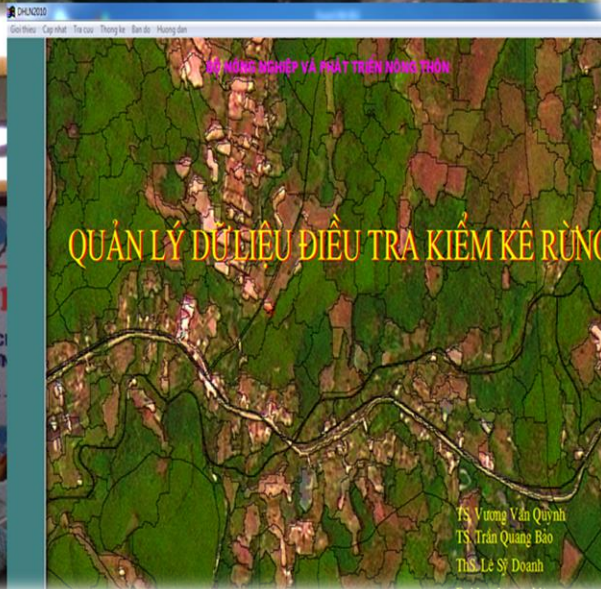 DHLN2010
Goi thieu Cap nhat Tra cuu Thong ke Ban do Huong dan
BỘ NÔNG NGHIỆP VÀ PHÁT TRIỂN NÔNG THÔN
QUẢN LÝ DỮ LIỆU ĐIỀU TRA KIỂM KÊ RỪNG
TS. Vương Văn Quỳnh
TS. Trần Quang Bảo
ThS. Lê Sỹ Doanh